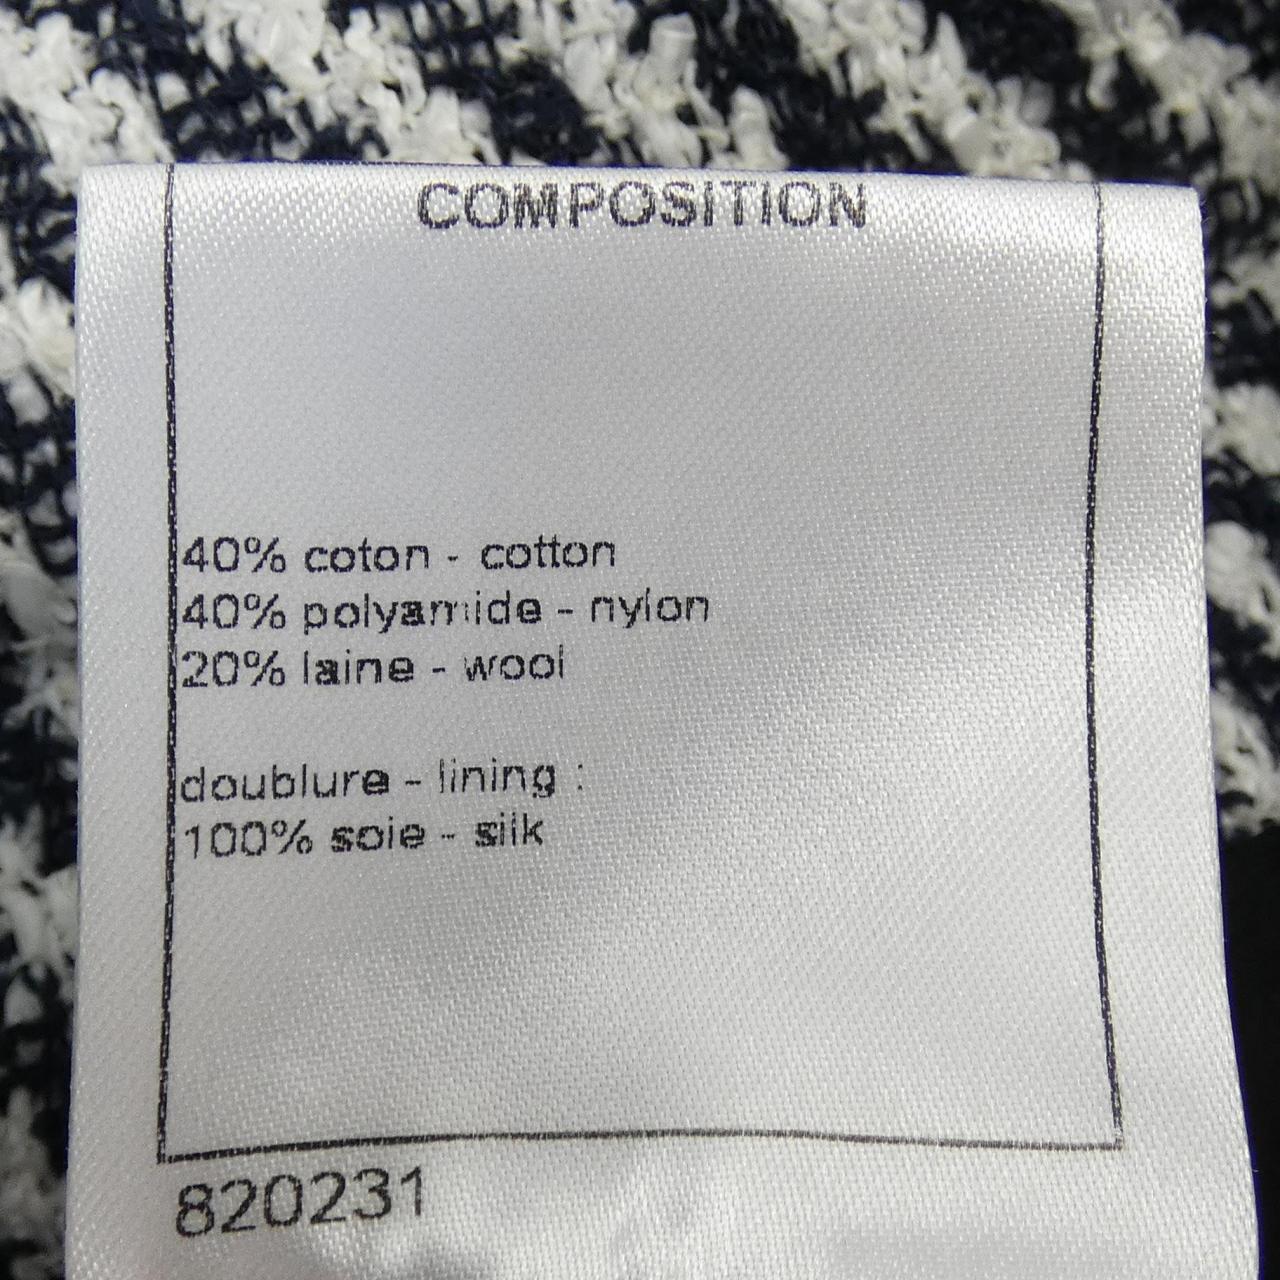 COMPOSITION
40% coton - cotton
40% polyamide - nylon
20% laine - wool
doublure - lining :
100% soie - silk
820231